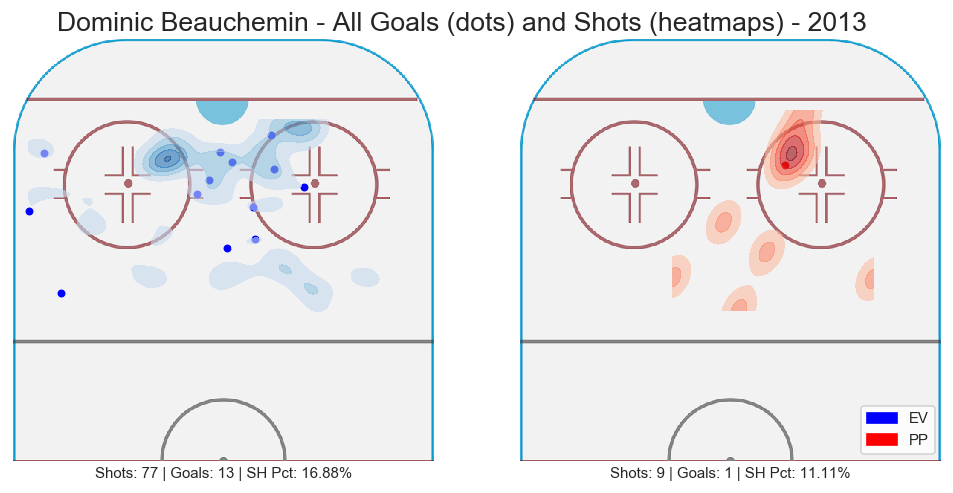 Dominic Beauchemin - All Goals (dots) and Shots (heatmaps) - 2013
EV
PP
Shots: 77 | Goals: 13 | SH Pct: 16.88%
Shots: 9 | Goals: 1 | SH Pct: 11.11%